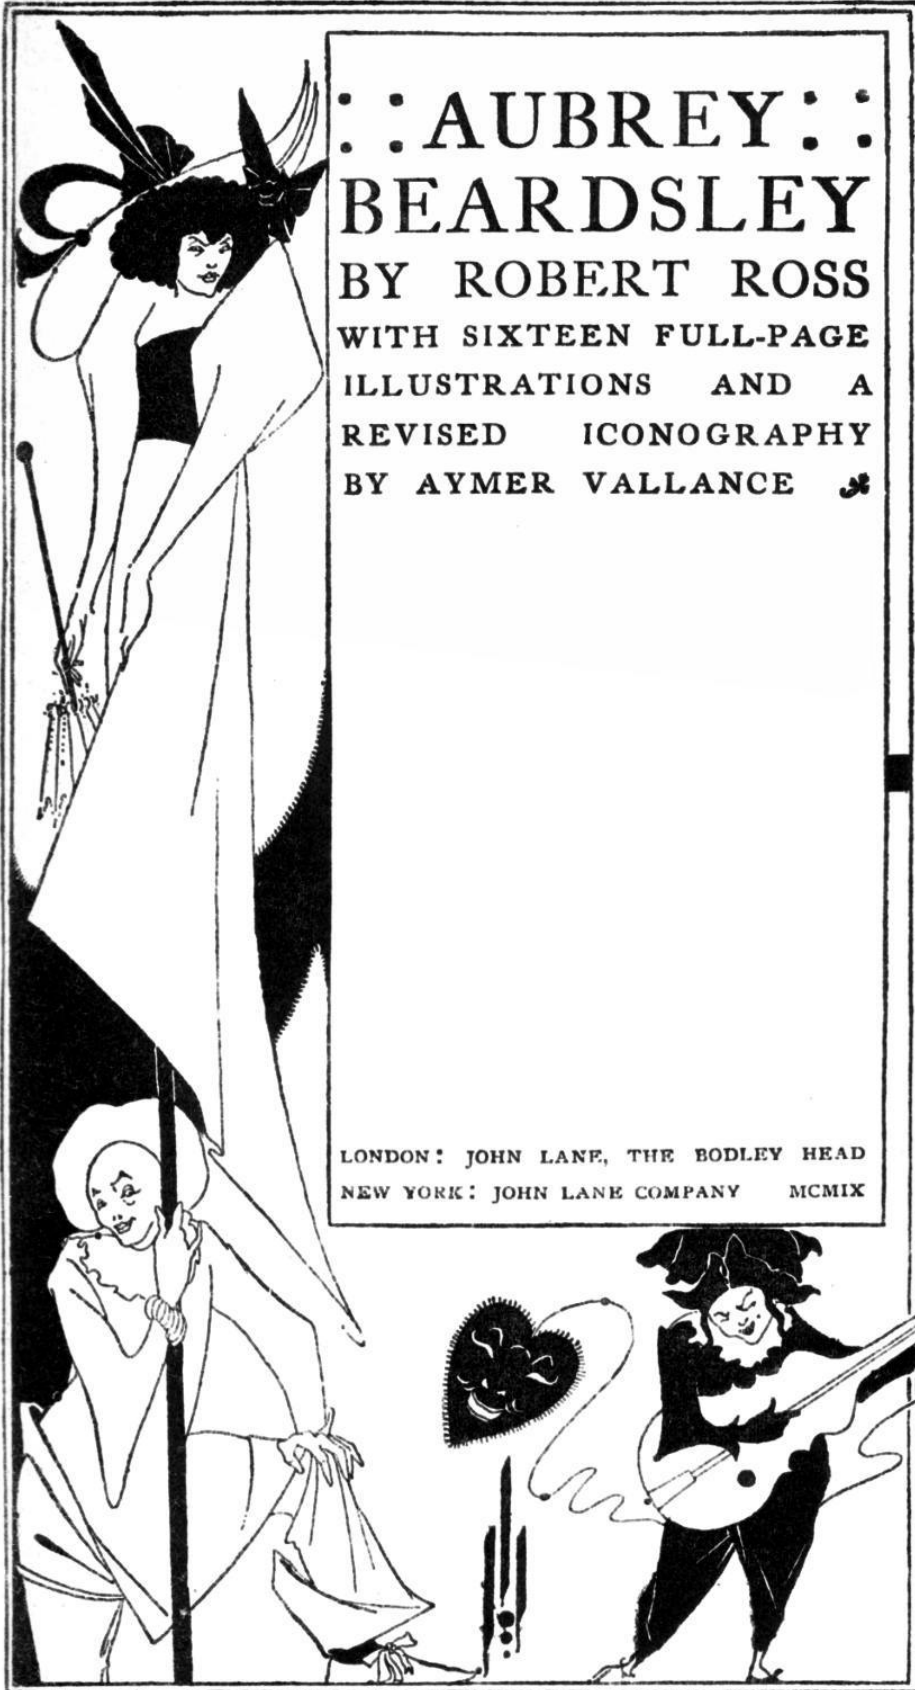 :: AUBREY ::
BEARDSLEY
BY ROBERT ROSS
WITH SIXTEEN FULL-PAGE
ILLUSTRATIONS AND A
REVISED ICONOGRAPHY
BY AYMER VALLANCE
LONDON: JOHN LANE, THE BODLEY HEAD
NEW YORK: JOHN LANE COMPANY MCMIX